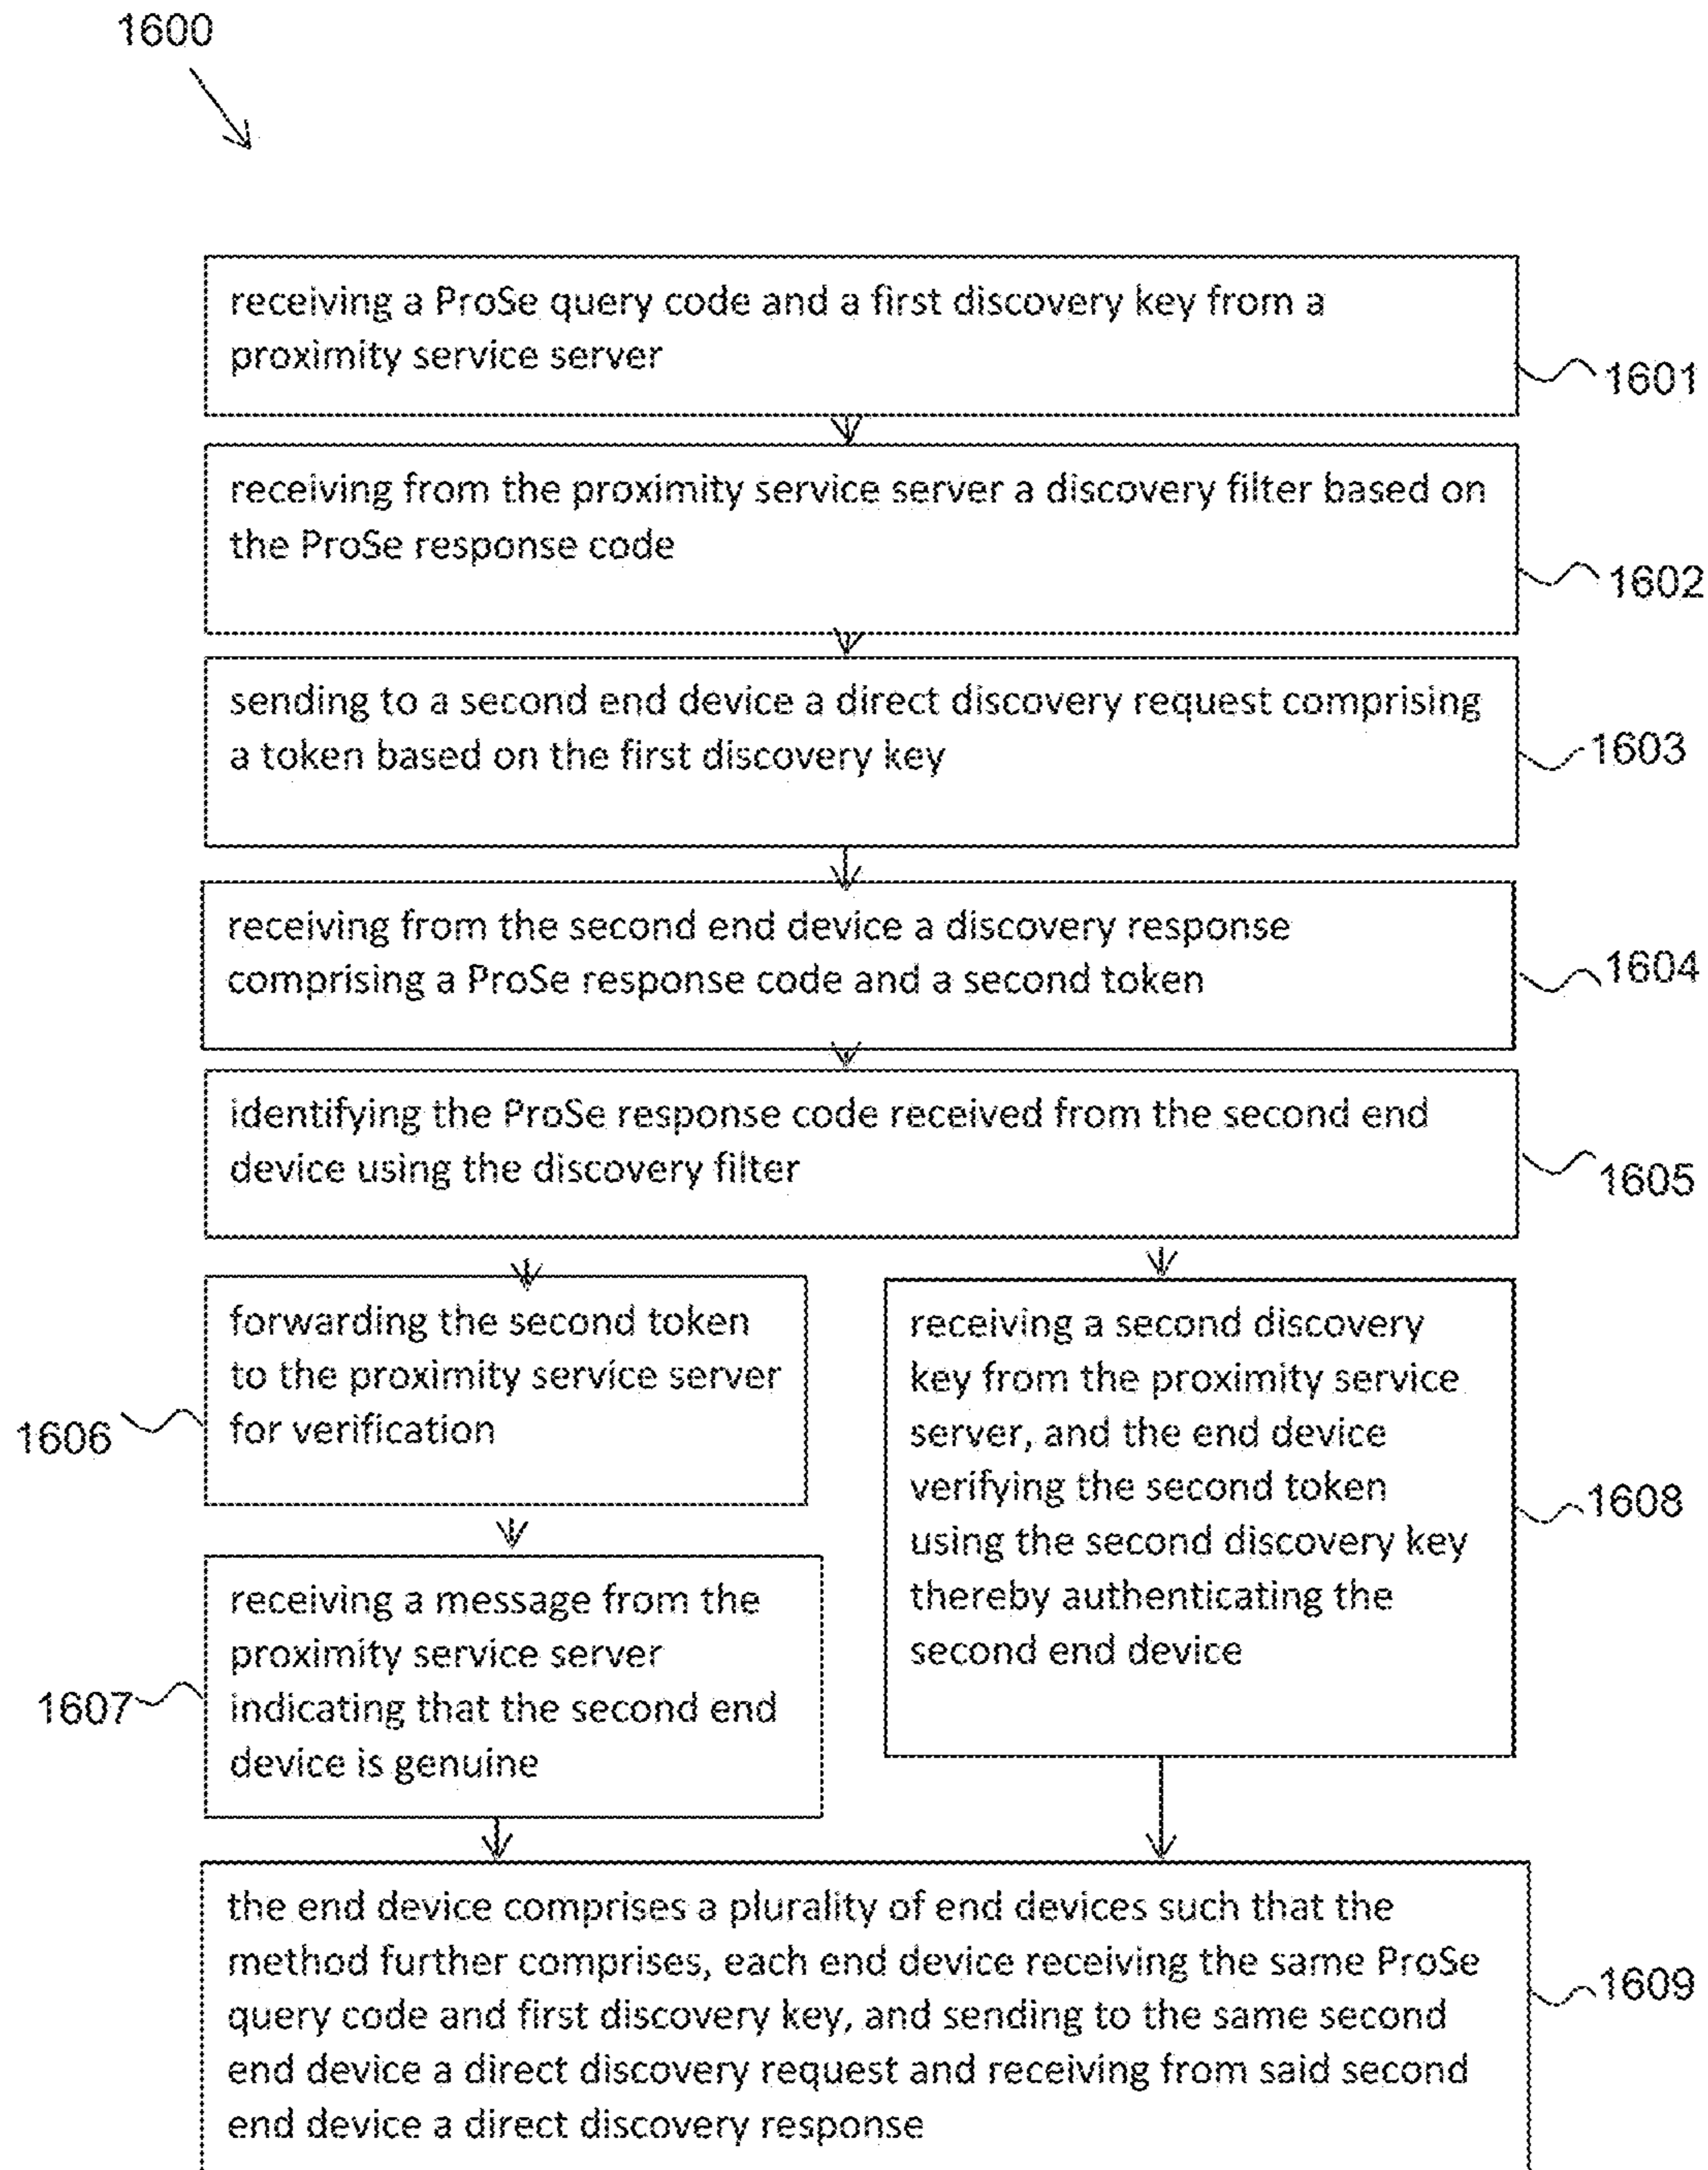 1600
receiving a ProSe query code and a first discovery key from a
proximity service server
1601
receiving from the proximity service server a discovery filter based on
the ProSe response code
1602
sending to a second end device a direct discovery request comprising
a token based on the first discovery key
1603
receiving from the second end device a discovery response
comprising a ProSe response code and a second token
1604
identifying the ProSe response code received from the second end
device using the discovery filter
1605
forwarding the second token
to the proximity service server
for verification
1606
receiving a message from the
proximity service server
indicating that the second end
device is genuine
1607
receiving a second discovery
key from the proximity service
server, and the end device
verifying the second token
using the second discovery key
thereby authenticating the
second end device
1608
the end device comprises a plurality of end devices such that the
method further comprises, each end device receiving the same ProSe
query code and first discovery key, and sending to the same second
end device a direct discovery request and receiving from said second
end device a direct discovery response
1609